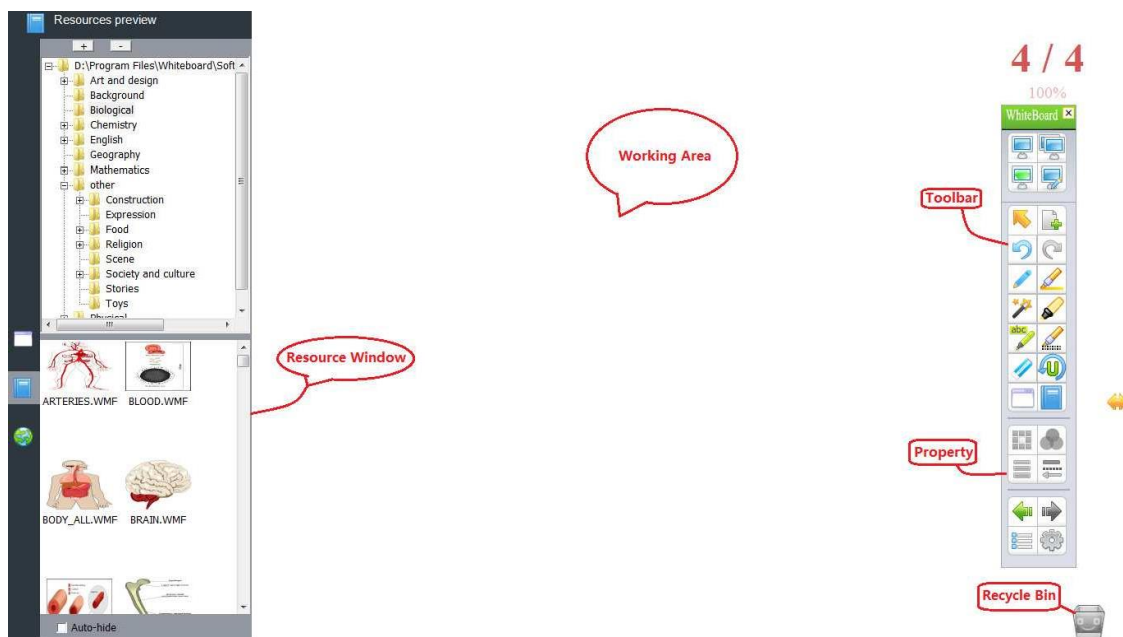 Resources preview
+ -
D:\Program Files\Whiteboard\Soft
Art and design
Background
Biological
Chemistry
English
Geography
Mathematics
other
Construction
Expression
Food
Religion
Scene
Society and culture
Stories
Toys
Physical
ARTERIES.WMF BLOOD.WMF
BODY_ALL.WMF BRAIN.WMF
Auto-hide
Resource Window
Working Area
4 / 4
100%
WhiteBoard
Toolbar
abc
U
Property
Recycle Bin